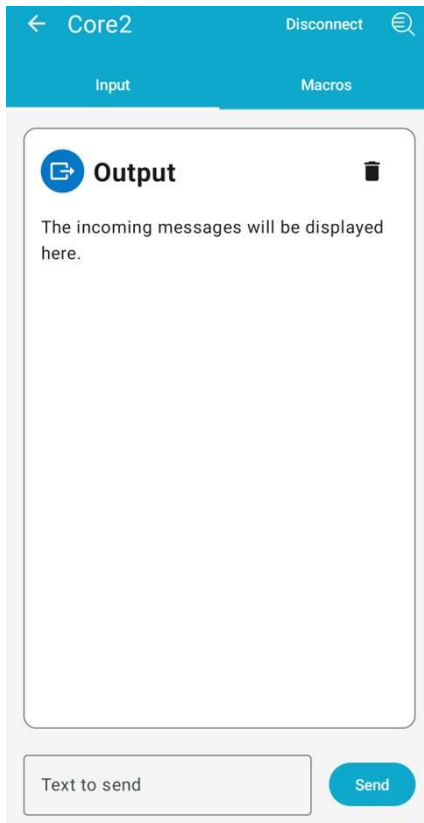 Core2
Disconnect
Input
Macros
Output
The incoming messages will be displayed
here.
Text to send
Send